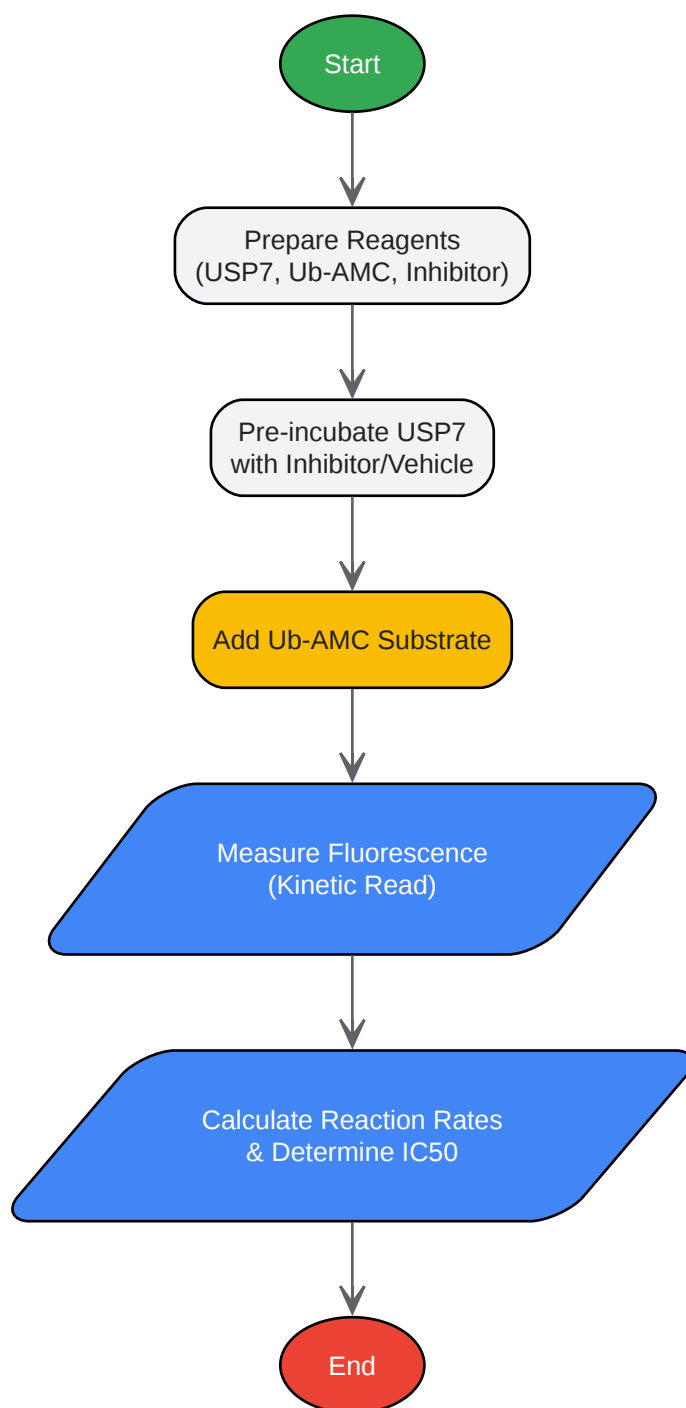 Start
Prepare Reagents
(USP7, Ub-AMC, Inhibitor)
Pre-incubate USP7
with Inhibitor/Vehicle
Add Ub-AMC Substrate
Measure Fluorescence
(Kinetic Read)
Calculate Reaction Rates
& Determine IC50
End